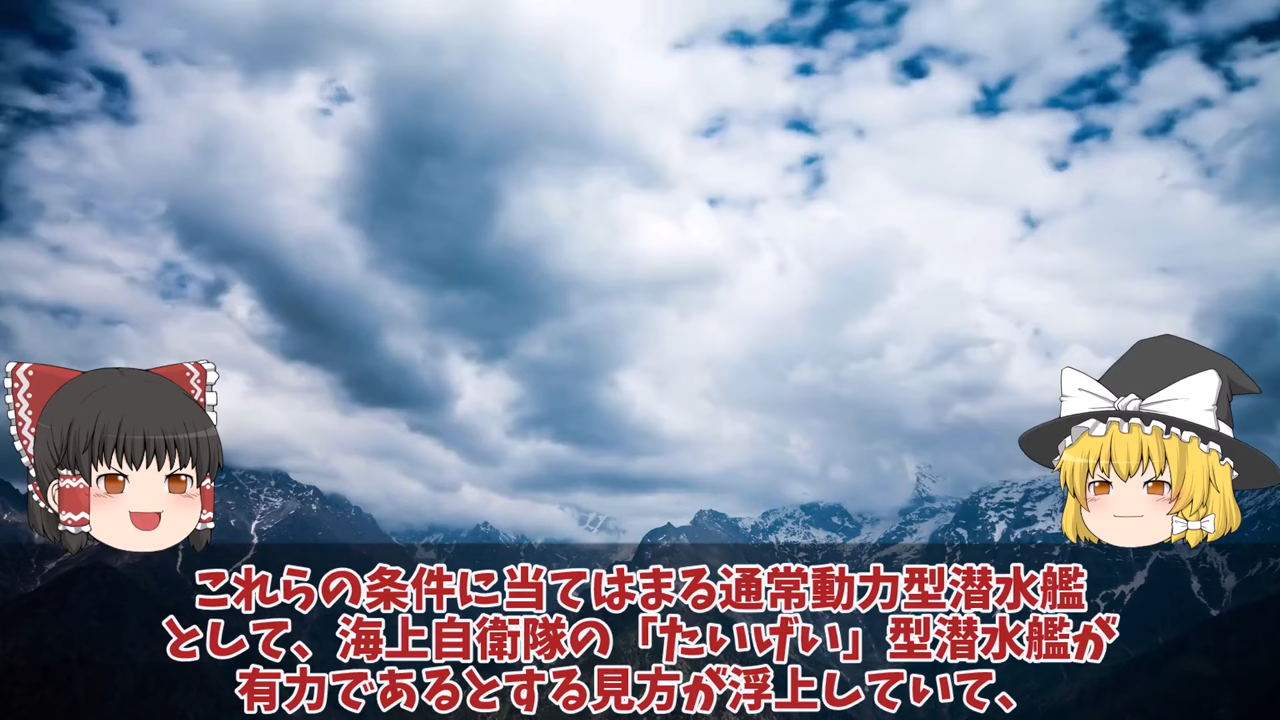 これらの条件に当てはまる通常動力型潜水艦
として、海上自衛隊の「たいげい」型潜水艦が
有力であるとする見方が浮上していて、